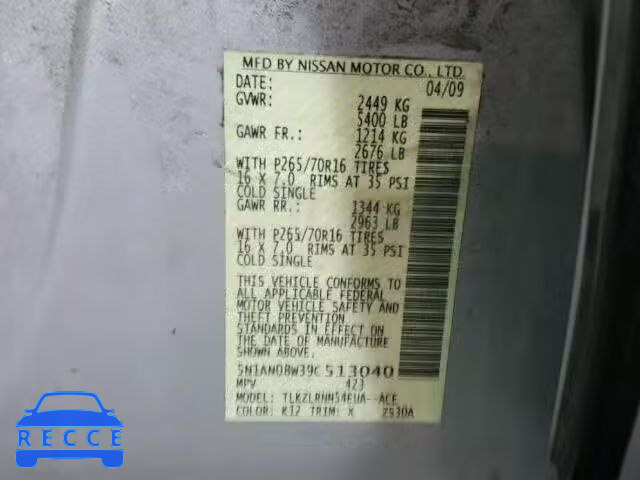 MFD BY NISSAN MOTOR CO., LTD.
DATE: 04/09
GVWR: 2449 KG
5400 LB
GAWR FR.: 1214 KG
2676 LB
WITH P265/70R16 TIRES
16 X 7.0 RIMS AT 35 PSI
COLD SINGLE
GAWR RR.: 1344 KG
2963 LB
WITH P265/70R16 TIRES
16 X 7.0 RIMS AT 35 PSI
COLD SINGLE
THIS VEHICLE CONFORMS TO
ALL APPLICABLE FEDERAL
MOTOR VEHICLE SAFETY AND
THEFT PREVENTION
STANDARDS IN EFFECT ON
THE DATE OF MANUFACTURE
SHOWN ABOVE.
5N1AN08W39C513040
MPV 423
MODEL: TLKZLRHN54EUA--ACE
COLOR: K12 TRIM: X 2930A
RECCE